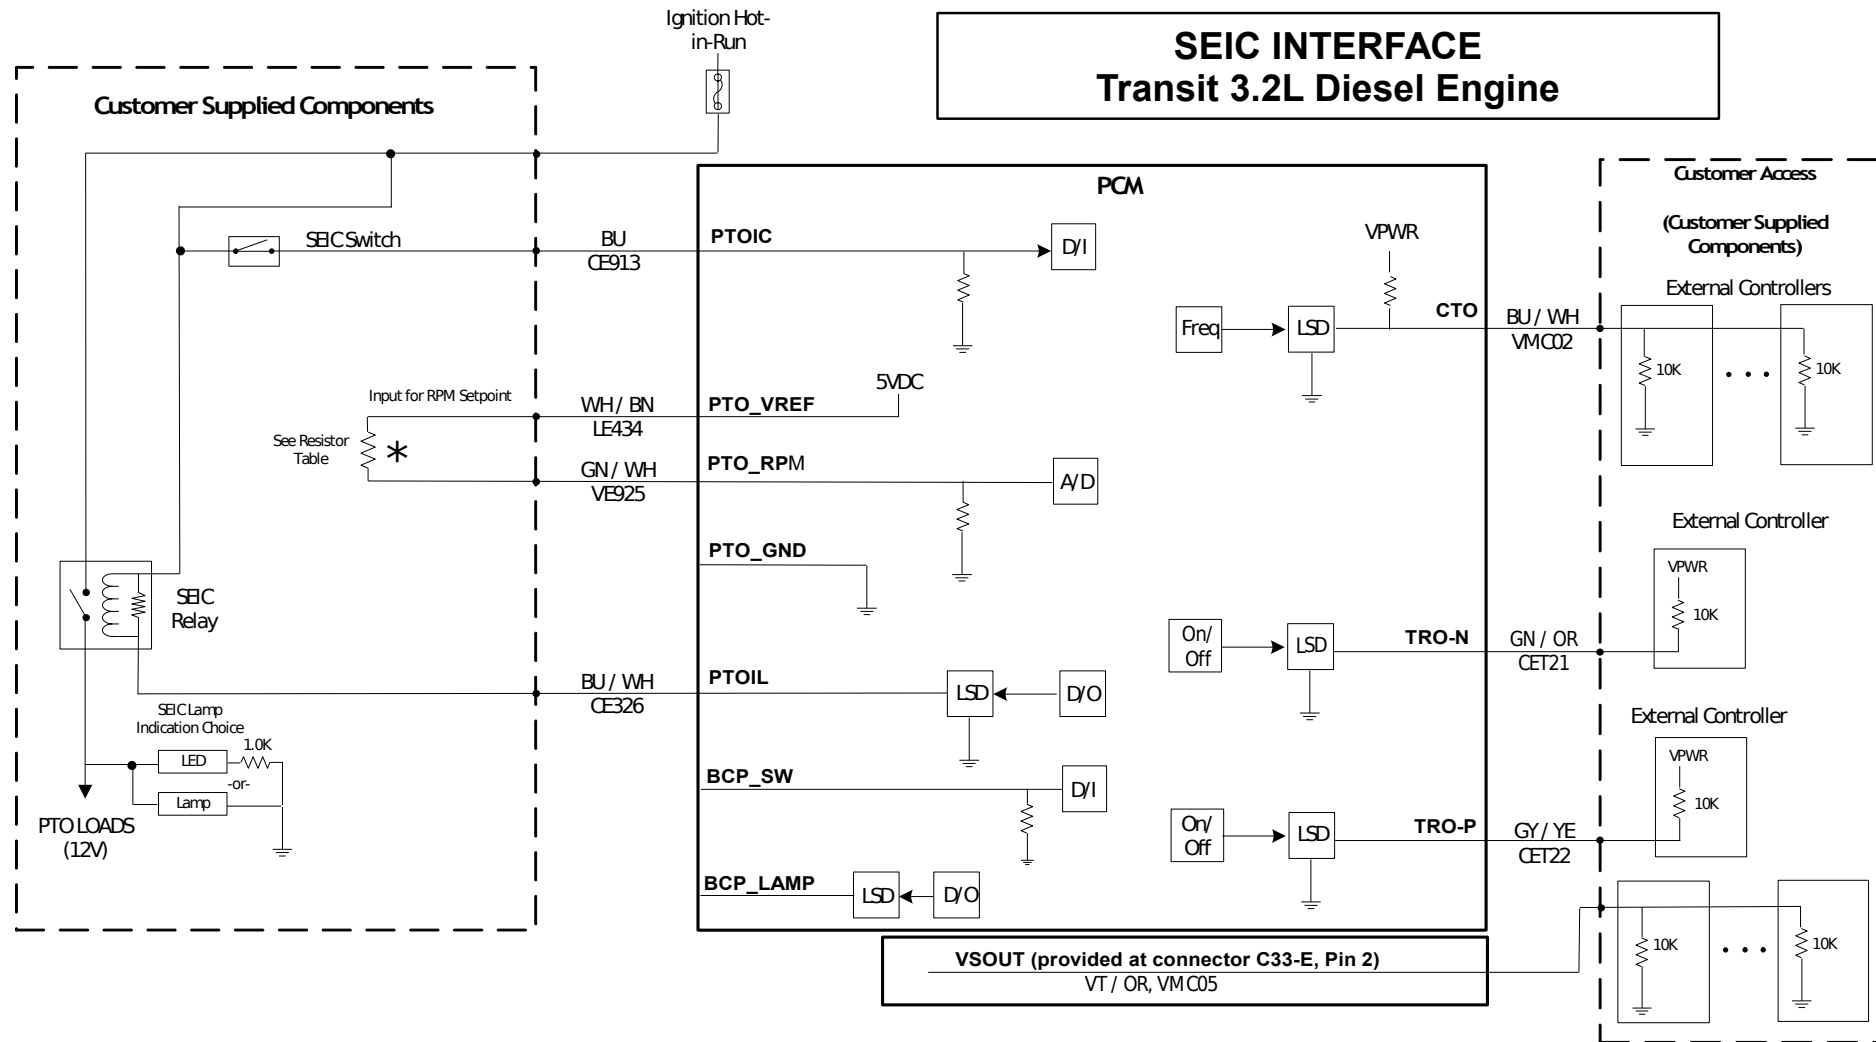 Ignition Hot-
in-Run
SEIC INTERFACE
Transit 3.2L Diesel Engine
Customer Supplied Components
PCM
Customer Access
(Customer Supplied
Components)
External Controllers
SEIC Switch
BU
CE913
PTOIC
D/I
VPWR
Freq
LSD
CTO
BU / WH
VMC02
10K
• • •
10K
Input for RPM Setpoint
WH / BN
LE434
PTO_VREF
5VDC
See Resistor
Table
*
GN / WH
VE925
PTO_RPM
A/D
External Controller
PTO_GND
VPWR
10K
SEIC
Relay
On/
Off
LSD
TRO-N
GN / OR
CET21
BU / WH
CE326
PTOIL
LSD
D/O
SEIC Lamp
Indication Choice
External Controller
LED
1.0K
-or-
Lamp
VPWR
10K
BCP_SW
D/I
PTO LOADS
(12V)
On/
Off
LSD
TRO-P
GY / YE
CET22
BCP_LAMP
LSD
D/O
VSOUT (provided at connector C33-E, Pin 2)
VT / OR, VMC05
10K
• • •
10K